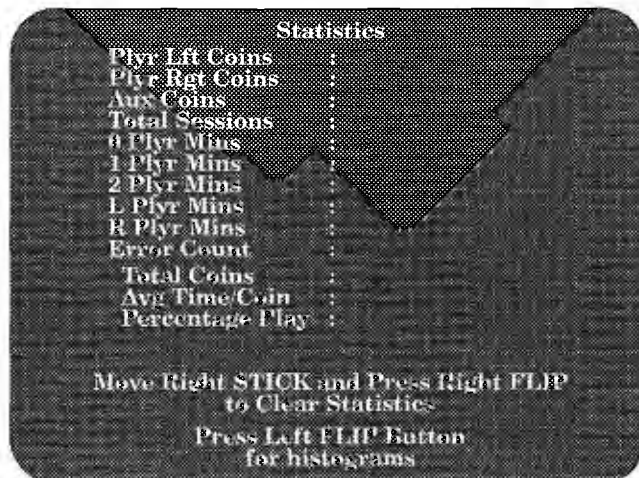 Statistics
Plyr Lft Coins :
Plyr Rgt Coins :
Aux Coins :
Total Sessions :
0 Plyr Mins :
1 Plyr Mins :
2 Plyr Mins :
L Plyr Mins :
R Plyr Mins :
Error Count :
Total Coins :
Avg Time/Coin :
Percentage Play :
Move Right STICK and Press Right FLIP
to Clear Statistics
Press Left FLIP Button
for histograms